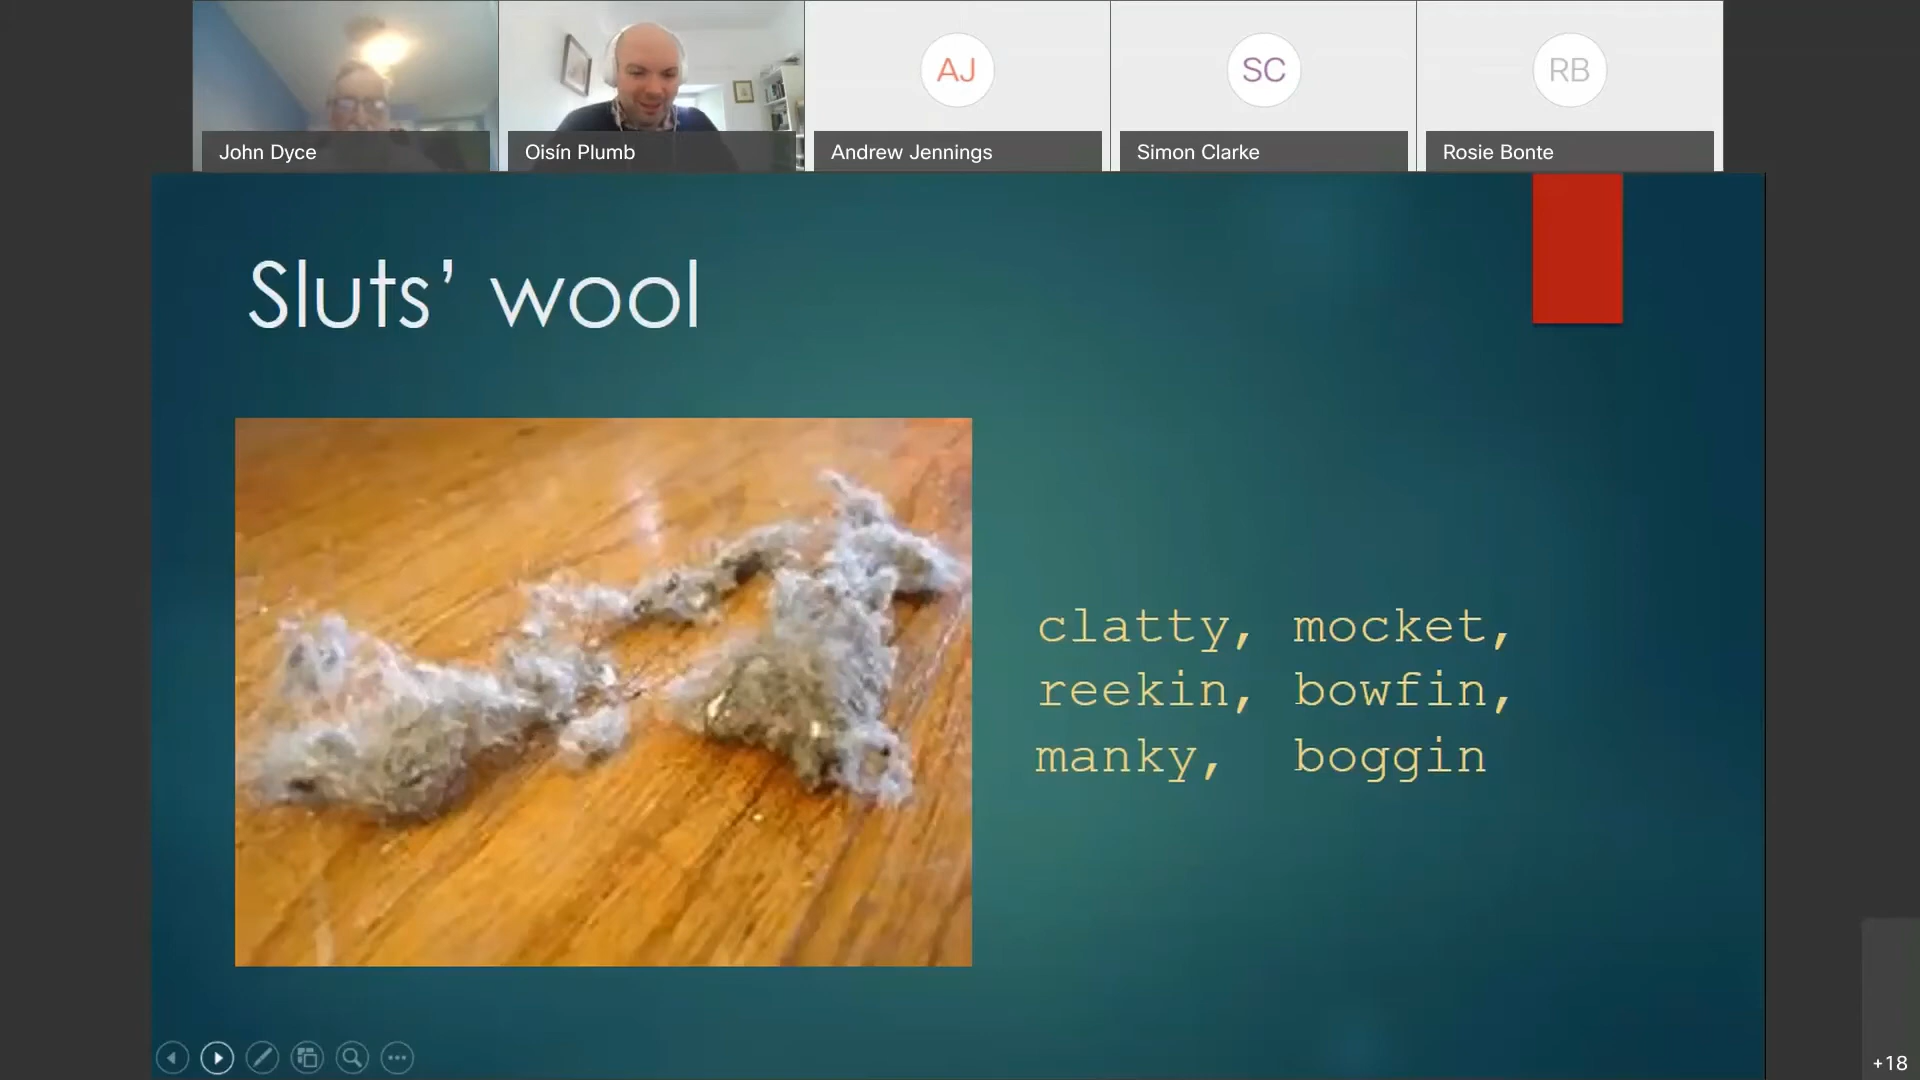 AJ
SC
RB
John Dyce
Oisín Plumb
Andrew Jennings
Simon Clarke
Rosie Bonte
Sluts’ wool
clatty, mocket,
reekin, bowfin,
manky, boggin
+18